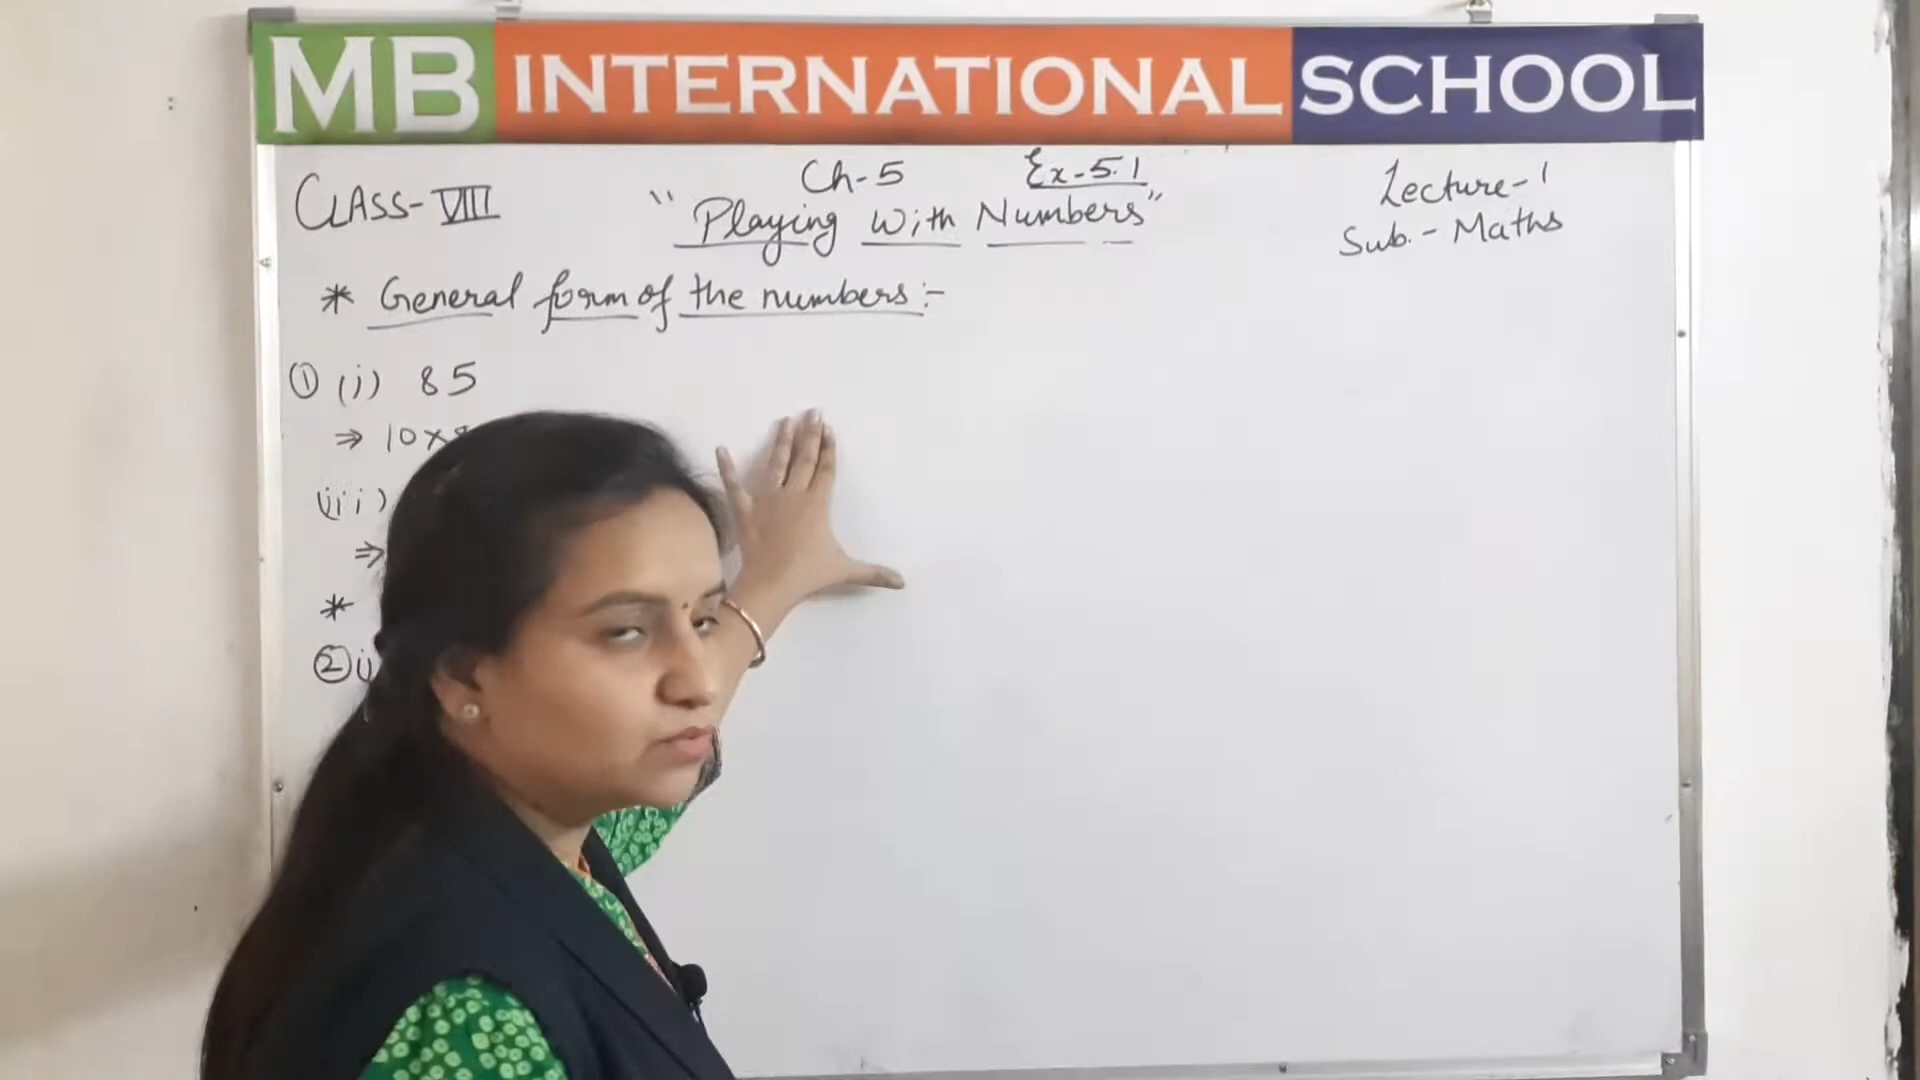 MB INTERNATIONAL SCHOOL
CLASS-VIII
Ch-5 Ex-5.1
"Playing With Numbers"
Lecture-1
Sub.- Maths
* General form of the numbers:-
① (i) 85
⇒ 10×
(iii)
⇒
*
② (i